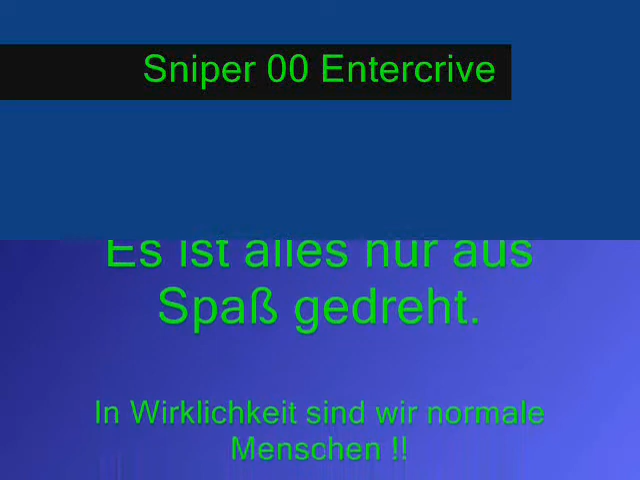 Sniper 00 Entercrive
Es ist alles nur aus
Spaß gedreht.
In Wirklichkeit sind wir normale
Menschen !!